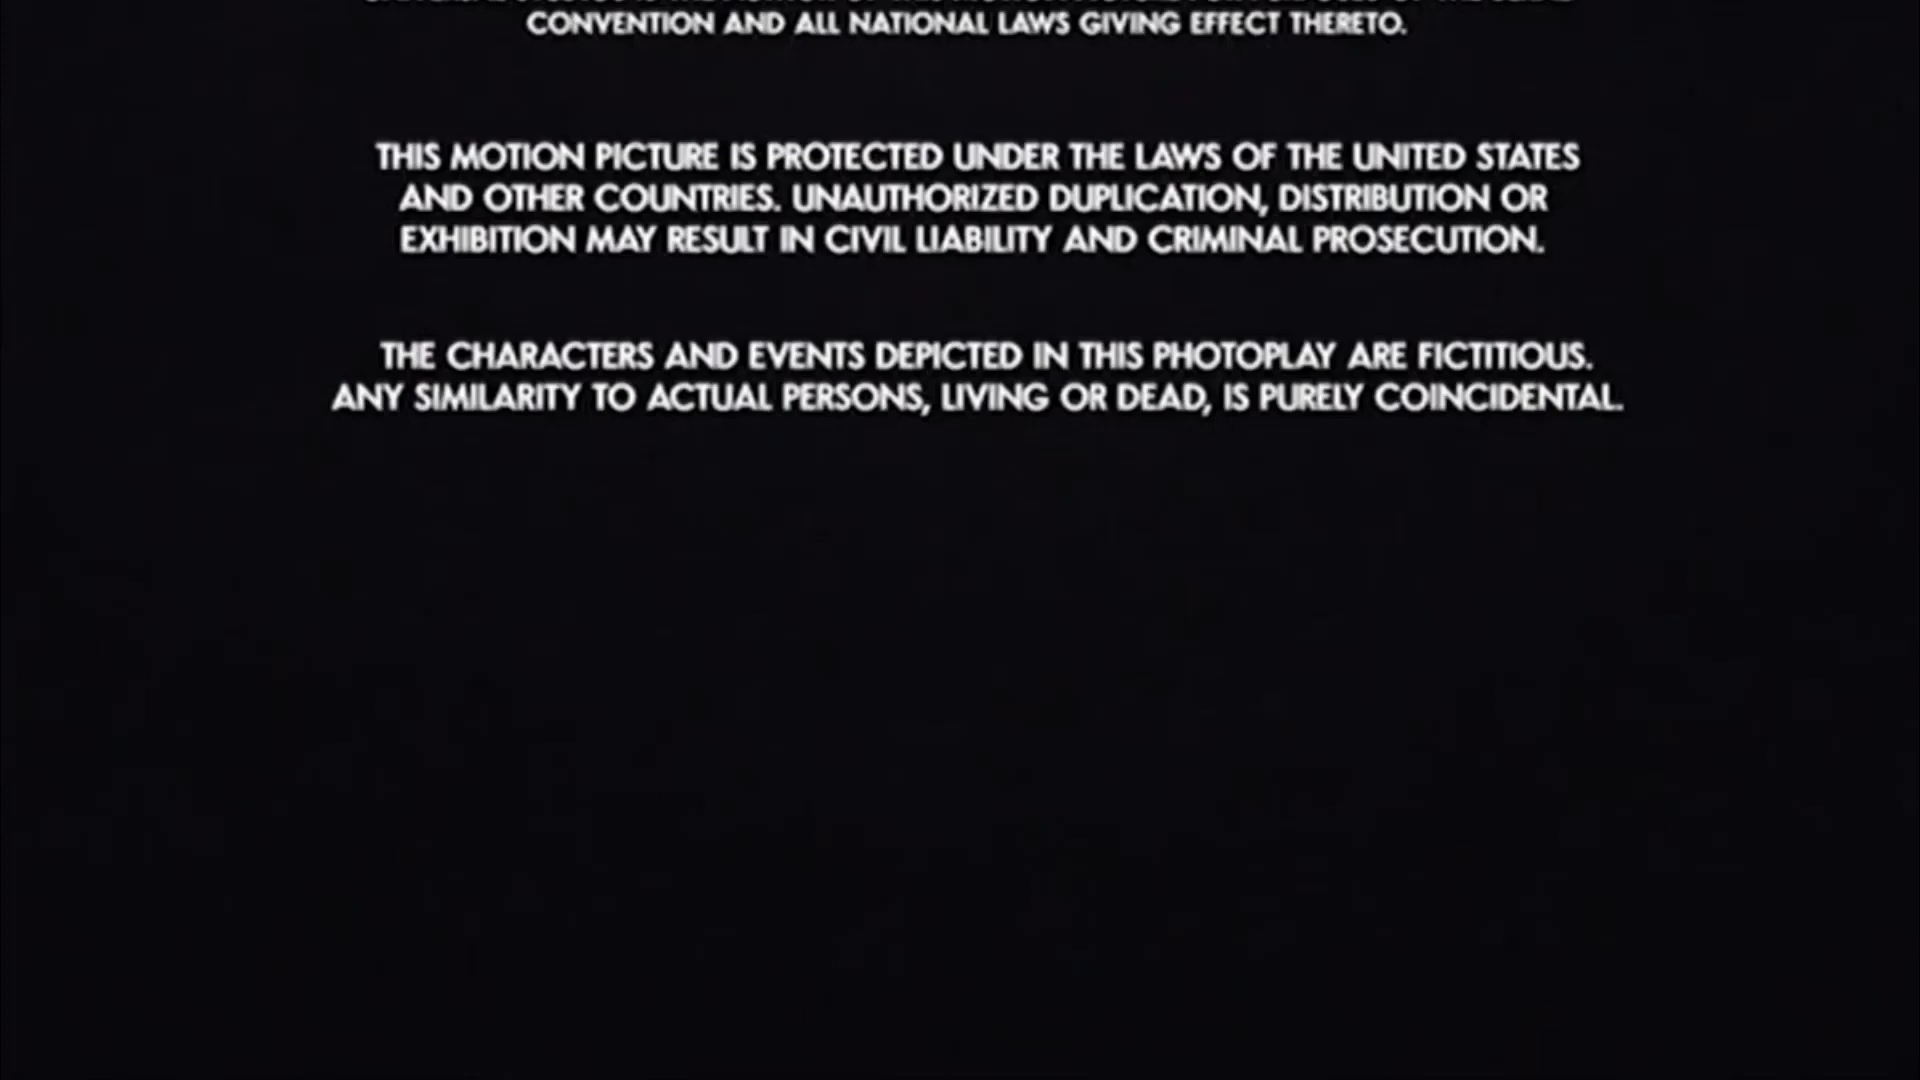 CONVENTION AND ALL NATIONAL LAWS GIVING EFFECT THERETO.
THIS MOTION PICTURE IS PROTECTED UNDER THE LAWS OF THE UNITED STATES
AND OTHER COUNTRIES. UNAUTHORIZED DUPLICATION, DISTRIBUTION OR
EXHIBITION MAY RESULT IN CIVIL LIABILITY AND CRIMINAL PROSECUTION.
THE CHARACTERS AND EVENTS DEPICTED IN THIS PHOTOPLAY ARE FICTITIOUS.
ANY SIMILARITY TO ACTUAL PERSONS, LIVING OR DEAD, IS PURELY COINCIDENTAL.